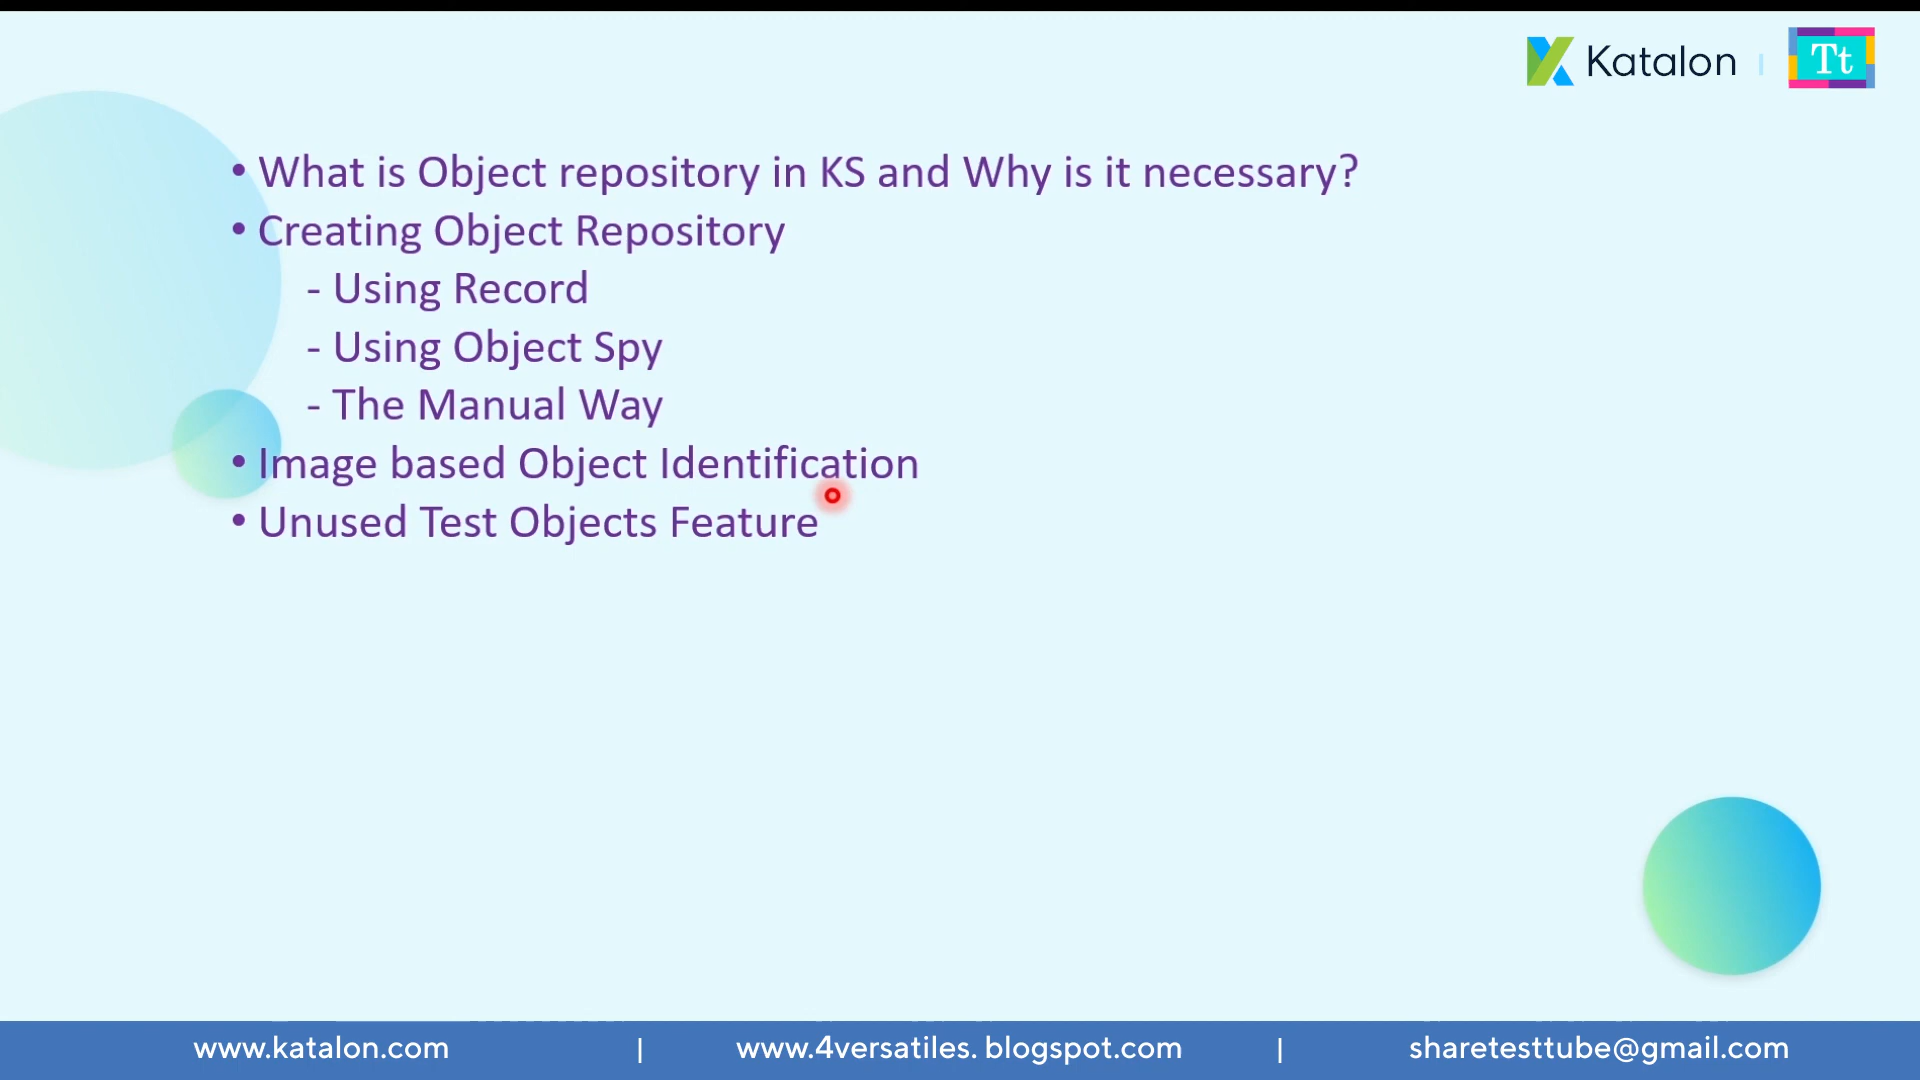 Katalon | Tt
• What is Object repository in KS and Why is it necessary?
• Creating Object Repository
- Using Record
- Using Object Spy
- The Manual Way
• Image based Object Identification
• Unused Test Objects Feature
www.katalon.com | www.4versatiles. blogspot.com | sharetesttube@gmail.com